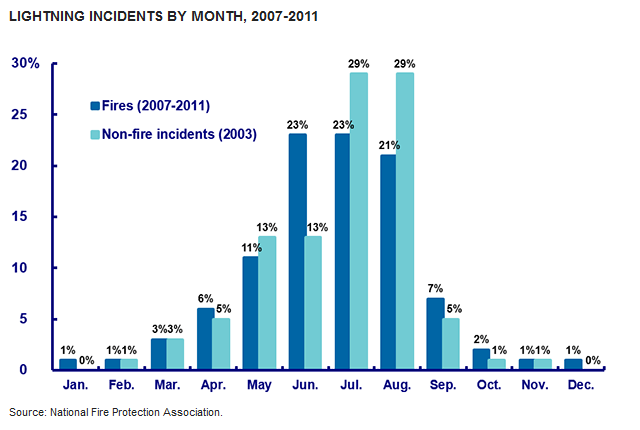 LIGHTNING INCIDENTS BY MONTH, 2007-2011
30%
25
20
15
10
5
0
Fires (2007-2011)
Non-fire incidents (2003)
1% 0% 1% 1% 3% 3% 6% 5% 11% 13% 23% 13% 23% 29% 21% 29% 7% 5% 2% 1% 1% 1% 1% 0%
Jan. Feb. Mar. Apr. May Jun. Jul. Aug. Sep. Oct. Nov. Dec.
Source: National Fire Protection Association.